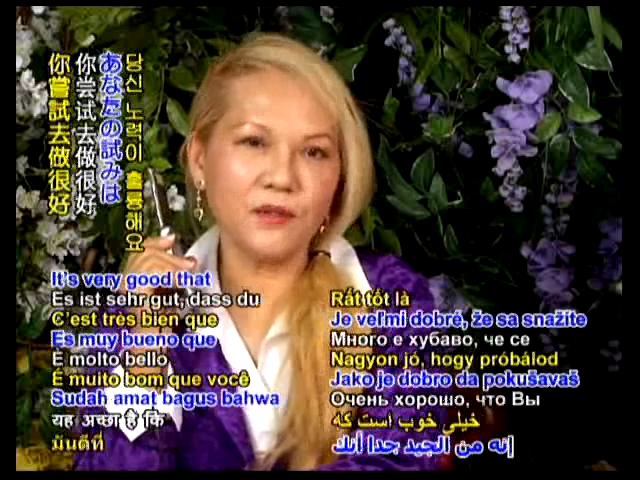 你嘗試去做很好
你尝试去做很好
あなたの試みは
당신 노력이 훌륭해요
It's very good that
Es ist sehr gut, dass du
C'est très bien que
Es muy bueno que
È molto bello
É muito bom que você
Sudah amat bagus bahwa
यह अच्छा है कि
มันดีที่
Rất tốt là
Je veľmi dobré, že sa snažíte
Много е хубаво, че се
Nagyon jó, hogy próbálod
Jako je dobro da pokušavaš
Очень хорошо, что Вы
خیلی خوب است که
إنه من الجيد جدا أنك